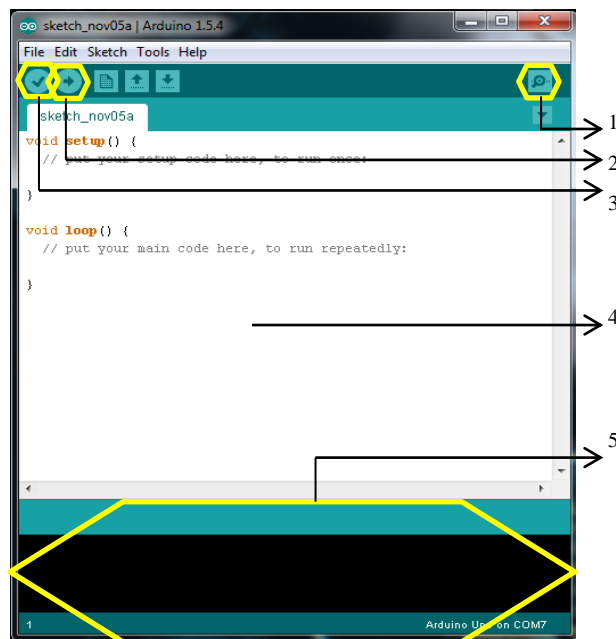 sketch_nov05a | Arduino 1.5.4
File Edit Sketch Tools Help
sketch_nov05a
1
void setup() {
2
// put your setup code here, to run once:
3
}
void loop() {
// put your main code here, to run repeatedly:
}
4
5
1
Arduino Uno on COM7